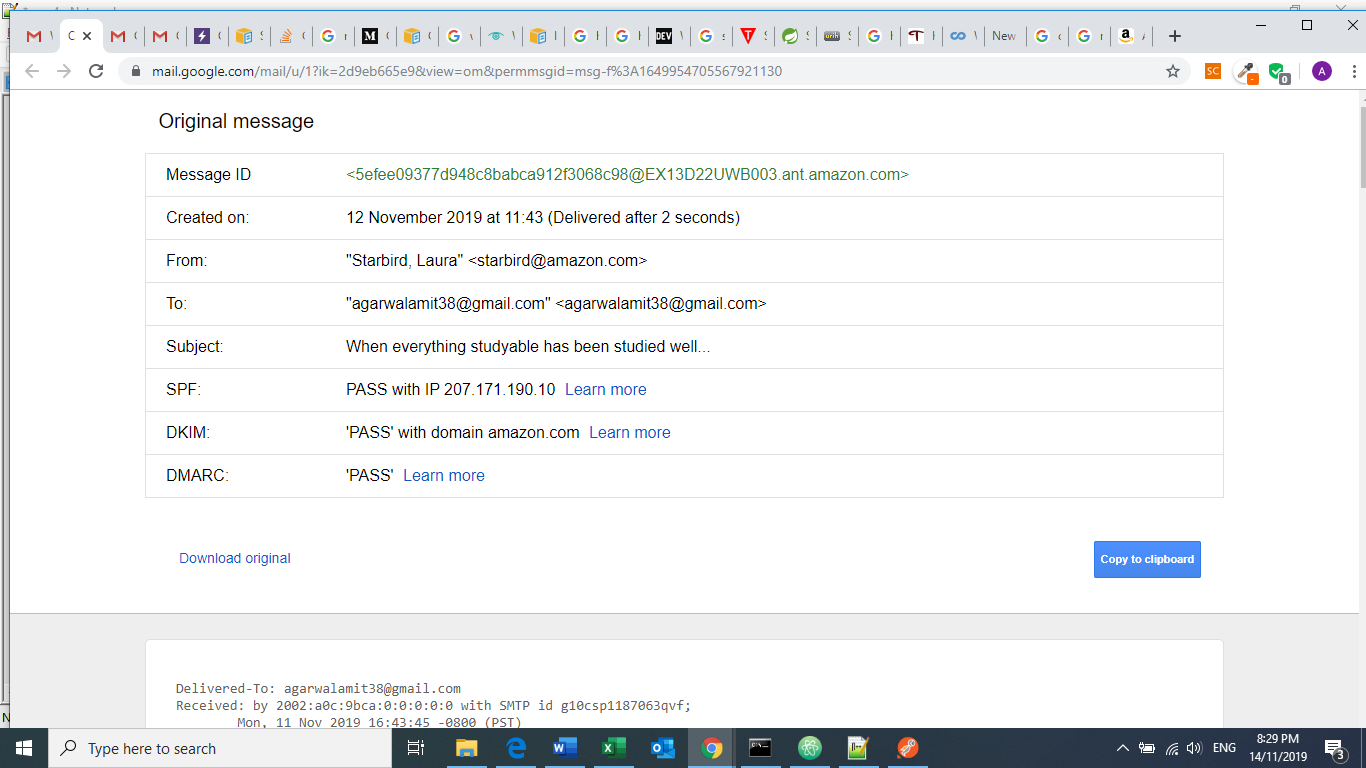 mail.google.com/mail/u/1?ik=2d9eb665e9&view=om&permmsgid=msg-f%3A1649954705567921130
Original message
Message ID <5efee09377d948c8babca912f3068c98@EX13D22UWB003.ant.amazon.com>
Created on: 12 November 2019 at 11:43 (Delivered after 2 seconds)
From: "Starbird, Laura" <starbird@amazon.com>
To: "agarwalamit38@gmail.com" <agarwalamit38@gmail.com>
Subject: When everything studyable has been studied well...
SPF: PASS with IP 207.171.190.10 Learn more
DKIM: 'PASS' with domain amazon.com Learn more
DMARC: 'PASS' Learn more
Download original
Copy to clipboard
Delivered-To: agarwalamit38@gmail.com
Received: by 2002:a0c:9bca:0:0:0:0:0 with SMTP id g10csp1187063qvf;
Mon, 11 Nov 2019 16:43:45 -0800 (PST)
Type here to search
ENG
8:29 PM
14/11/2019
3